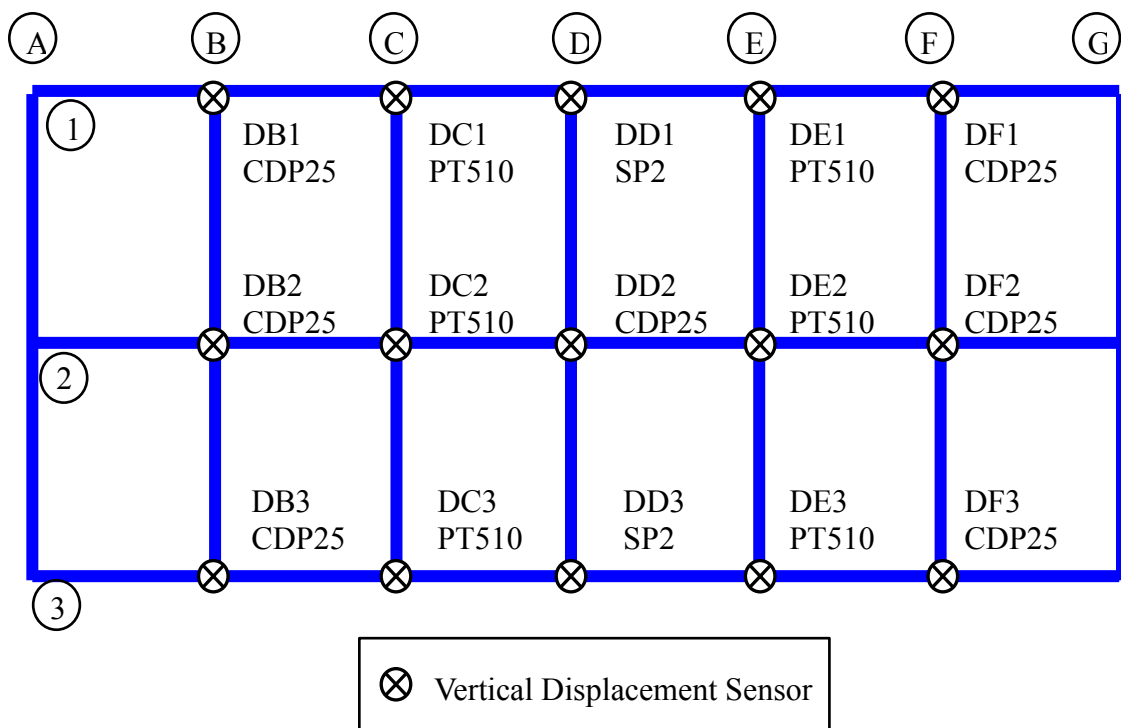 A B C D E F G
1
DB1 DC1 DD1 DE1 DF1
CDP25 PT510 SP2 PT510 CDP25
DB2 DC2 DD2 DE2 DF2
CDP25 PT510 CDP25 PT510 CDP25
2
DB3 DC3 DD3 DE3 DF3
CDP25 PT510 SP2 PT510 CDP25
3
Vertical Displacement Sensor